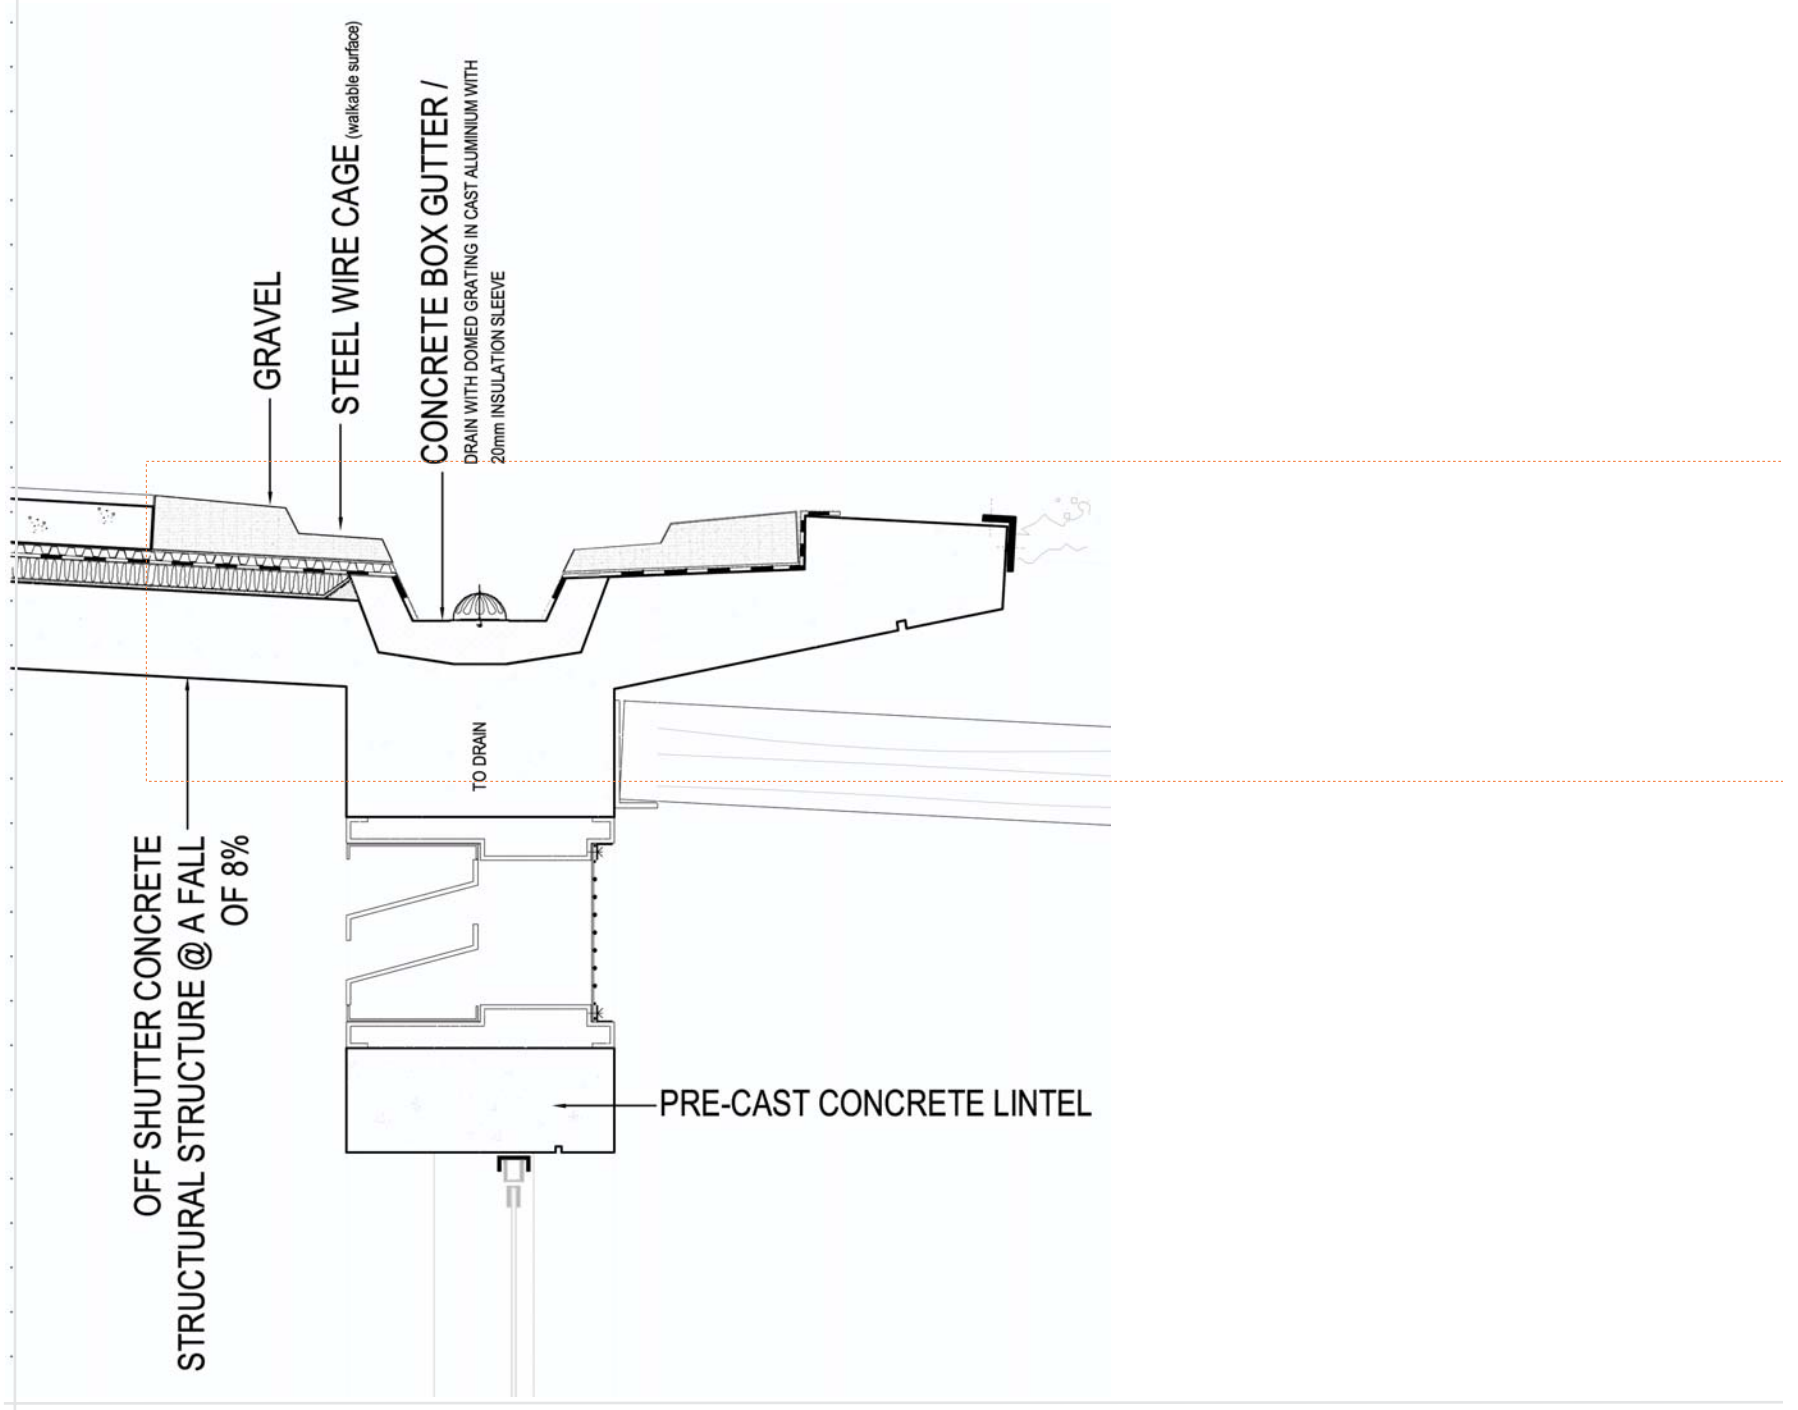 GRAVEL
STEEL WIRE CAGE (walkable surface)
CONCRETE BOX GUTTER /
DRAIN WITH DOMED GRATING IN CAST ALUMINIUM WITH
20mm INSULATION SLEEVE
TO DRAIN
OFF SHUTTER CONCRETE
STRUCTURAL STRUCTURE @ A FALL
OF 8%
PRE-CAST CONCRETE LINTEL